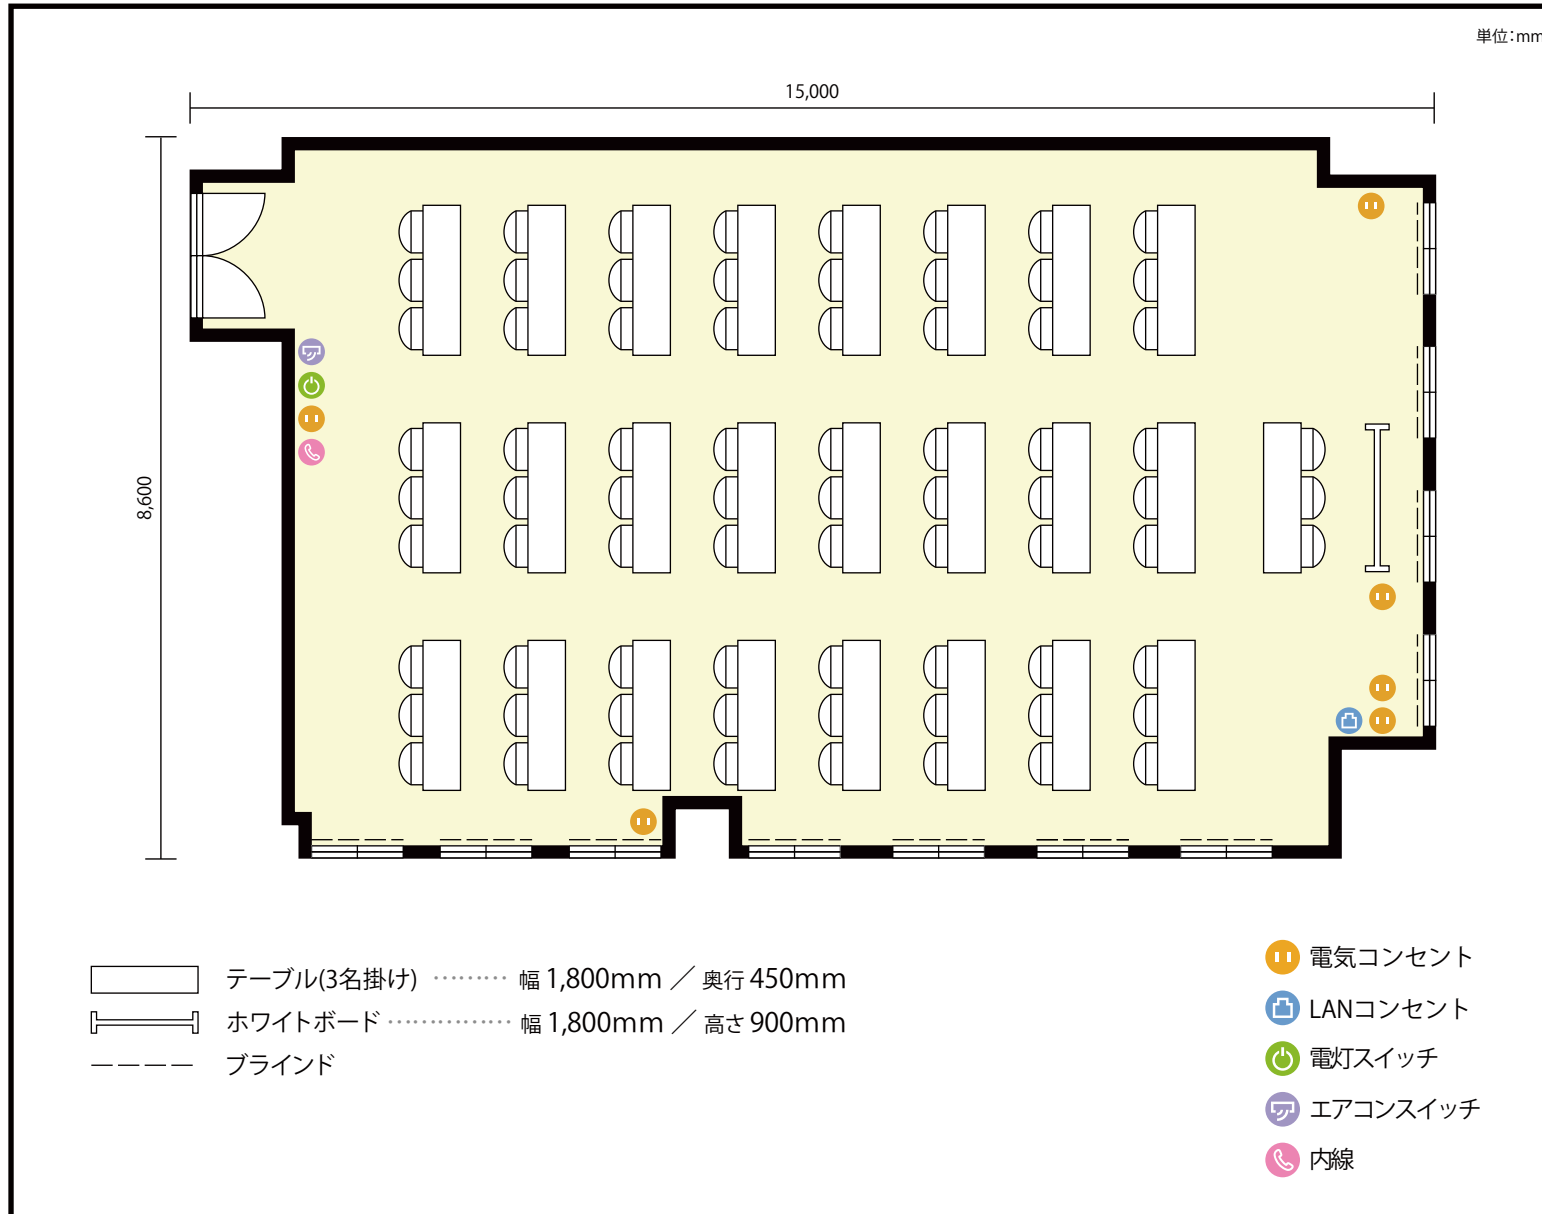 単位:mm
15,000
8,600
テーブル(3名掛け) ········· 幅 1,800mm ／ 奥行 450mm
ホワイトボード ··············· 幅 1,800mm ／ 高さ 900mm
ブラインド
電気コンセント
LANコンセント
電灯スイッチ
エアコンスイッチ
内線